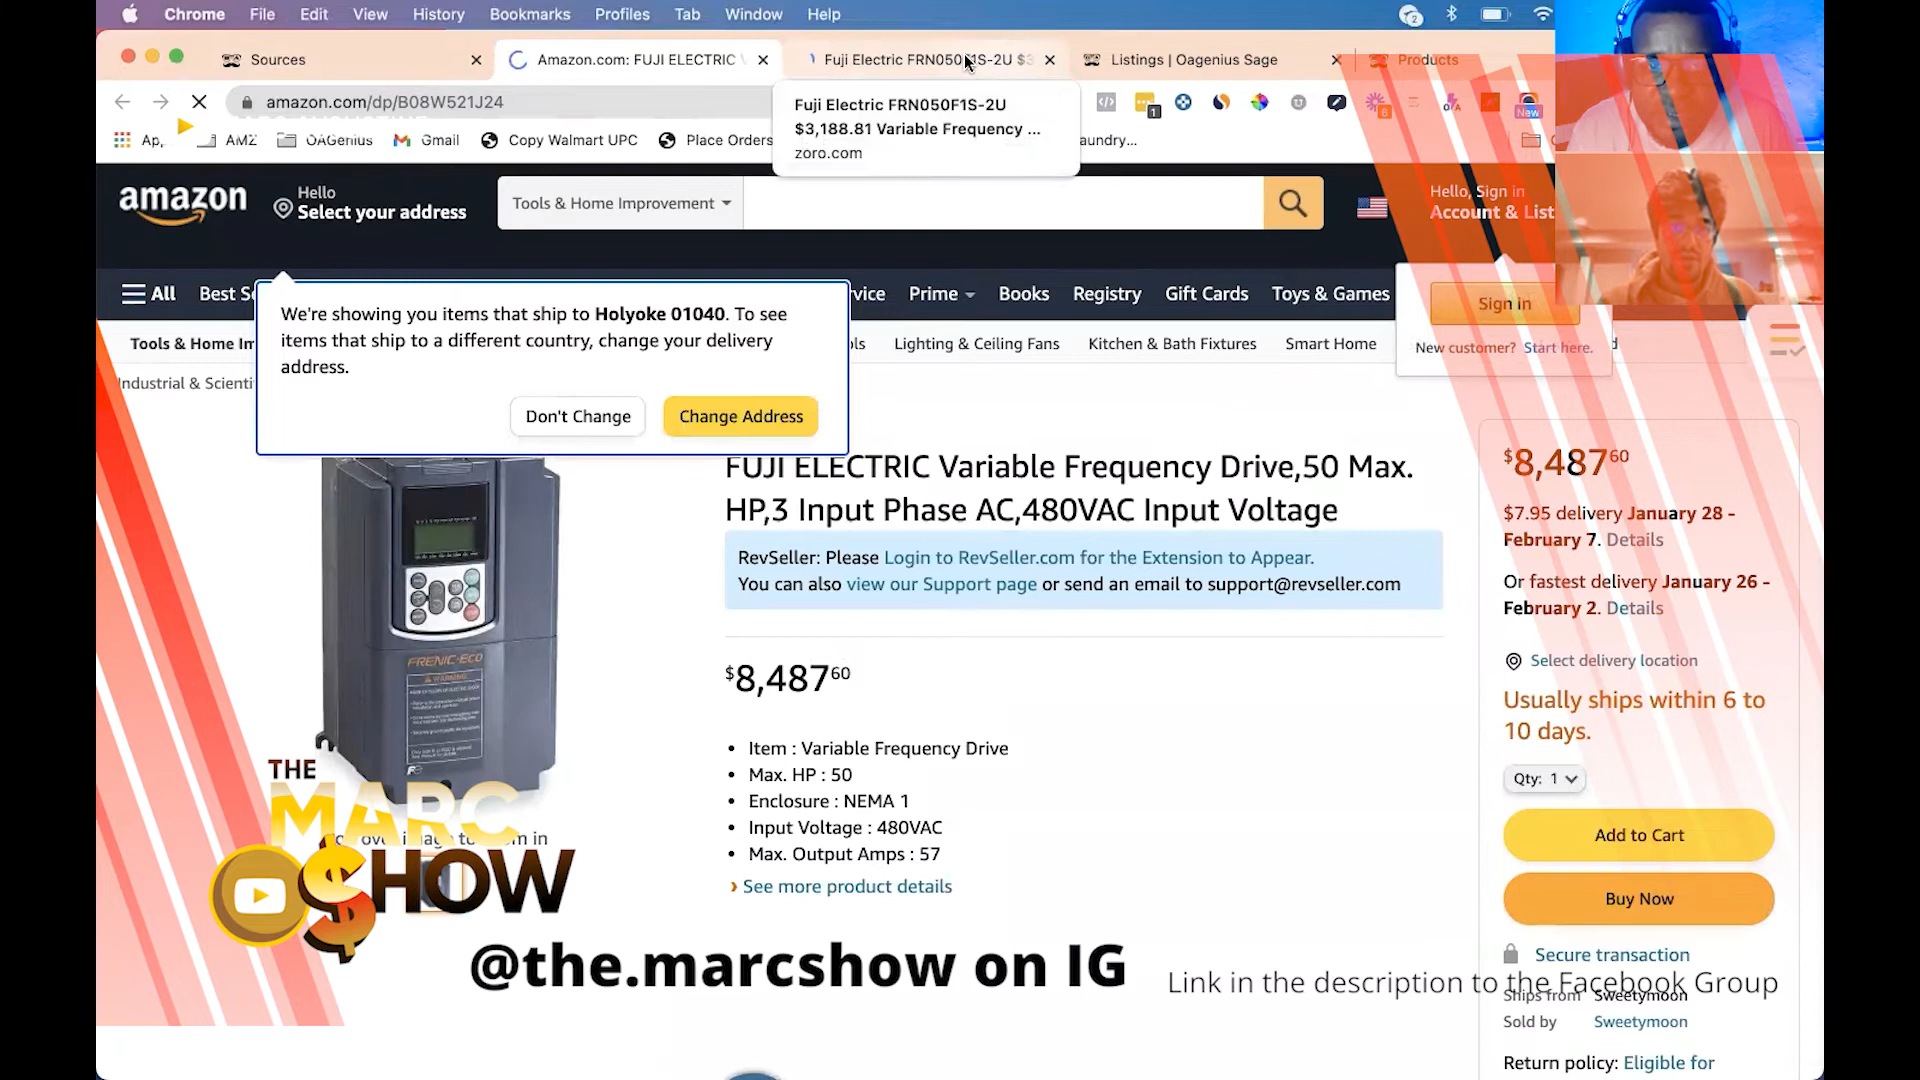 Chrome File Edit View History Bookmarks Profiles Tab Window Help
2
Sources
Amazon.com: FUJI ELECTRIC
Fuji Electric FRN050F1S-2U $3
Listings | Oagenius Sage
Products
amazon.com/dp/B08W521J24
1
6
New
Fuji Electric FRN050F1S-2U
$3,188.81 Variable Frequency ...
zoro.com
AMZ
OAGenius
Gmail
Copy Walmart UPC
Place Orders
aundry...
amazon
Hello
Select your address
Tools & Home Improvement
Hello, Sign in
Account & List
All
Best S
vice
Prime
Books
Registry
Gift Cards
Toys & Games
Sign in
New customer? Start here.
We're showing you items that ship to Holyoke 01040. To see
items that ship to a different country, change your delivery
address.
Don't Change
Change Address
Tools & Home Im
ols
Lighting & Ceiling Fans
Kitchen & Bath Fixtures
Smart Home
Industrial & Scienti
FUJI ELECTRIC Variable Frequency Drive,50 Max.
HP,3 Input Phase AC,480VAC Input Voltage
RevSeller: Please Login to RevSeller.com for the Extension to Appear.
You can also view our Support page or send an email to support@revseller.com
$8,48760
Item : Variable Frequency Drive
Max. HP : 50
Enclosure : NEMA 1
Input Voltage : 480VAC
Max. Output Amps : 57
› See more product details
FRENIC-ECO
WARNING
$8,48760
$7.95 delivery January 28 -
February 7. Details
Or fastest delivery January 26 -
February 2. Details
Select delivery location
Usually ships within 6 to
10 days.
Qty: 1
Add to Cart
Buy Now
Secure transaction
Ships from Sweetymoon
Sold by Sweetymoon
Return policy: Eligible for
THE
MARC
$HOW
@the.marcshow on IG
Link in the description to the Facebook Group